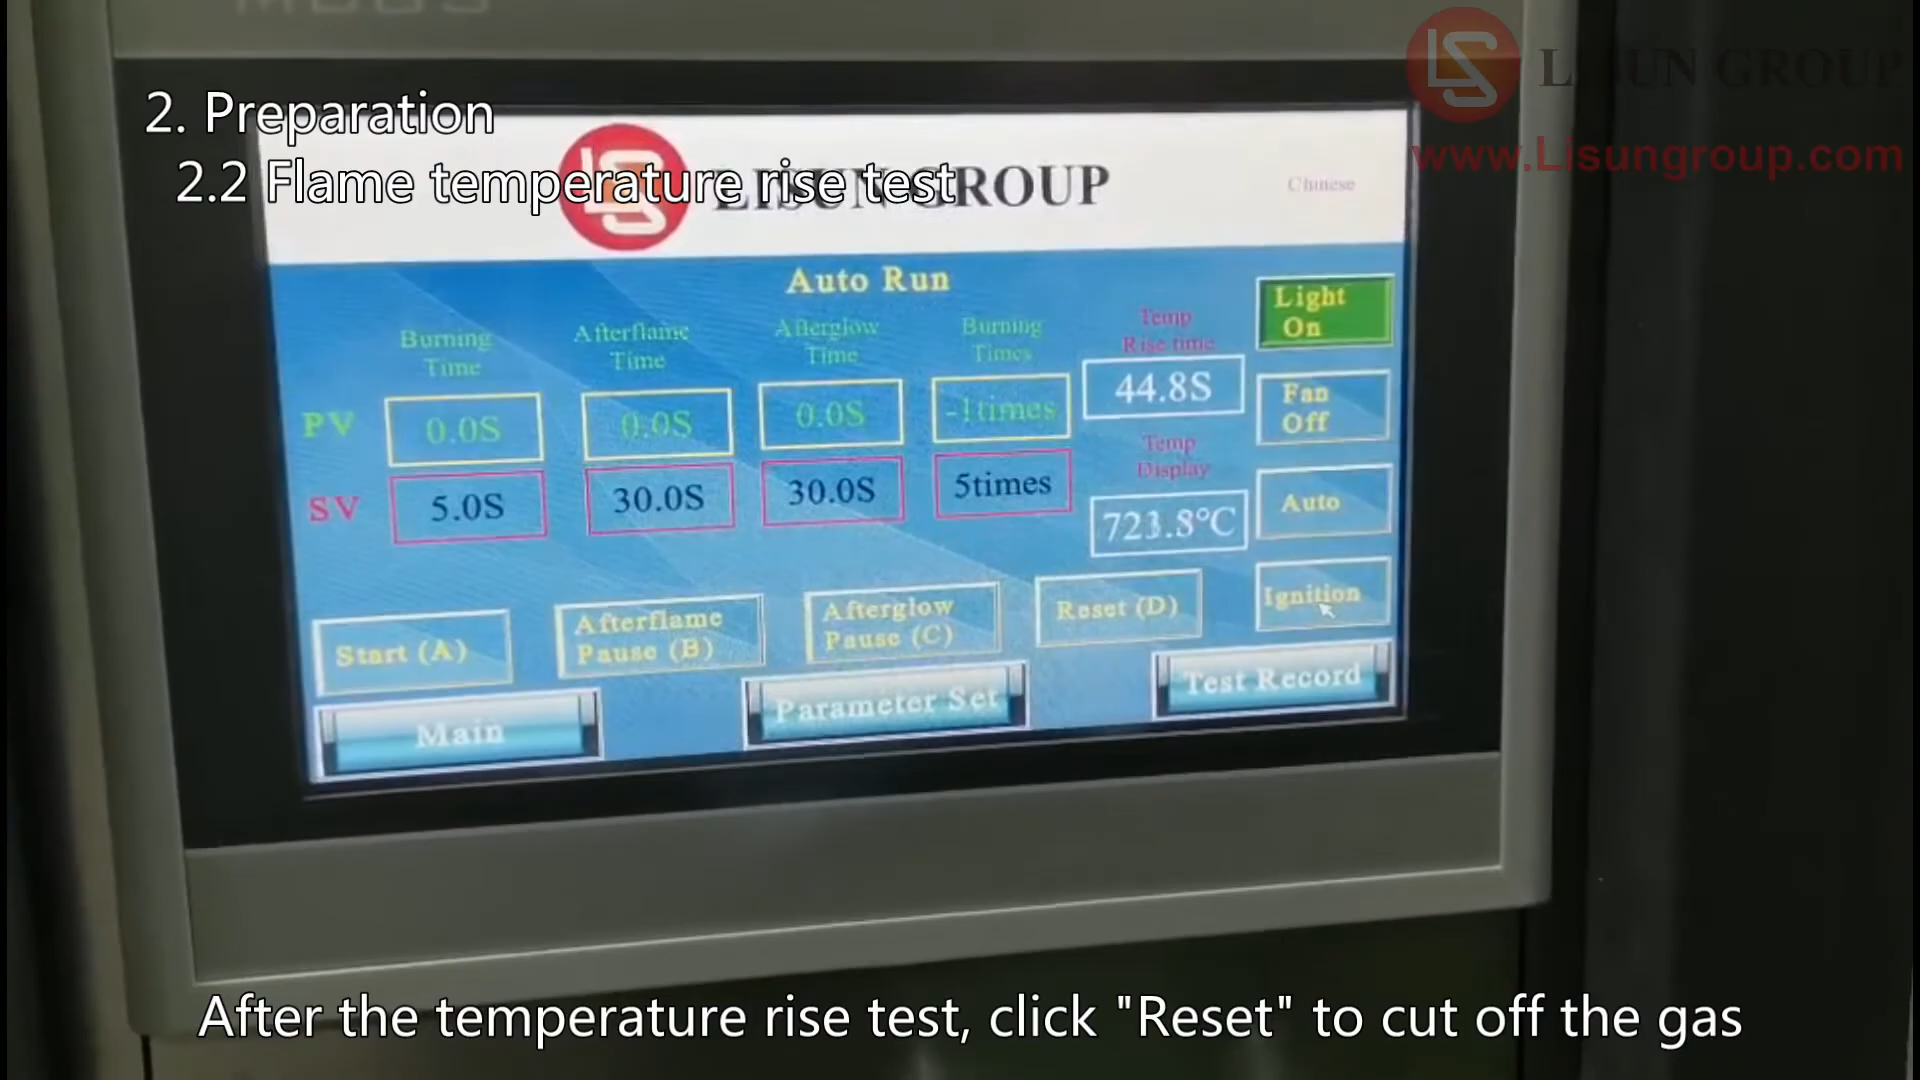 LISUN GROUP
www.Lisungroup.com
2. Preparation
2.2 Flame temperature rise test
LISUN GROUP
Chinese
Auto Run
Burning Time
Afterflame Time
Afterglow Time
Burning Times
Temp Rise time
Light On
PV
0.0S
0.0S
0.0S
-1times
44.8S
Fan Off
SV
5.0S
30.0S
30.0S
5times
Temp Display
Auto
Start (A)
Afterflame Pause (B)
Afterglow Pause (C)
Reset (D)
Ignition
Main
Parameter Set
Test Record
After the temperature rise test, click "Reset" to cut off the gas